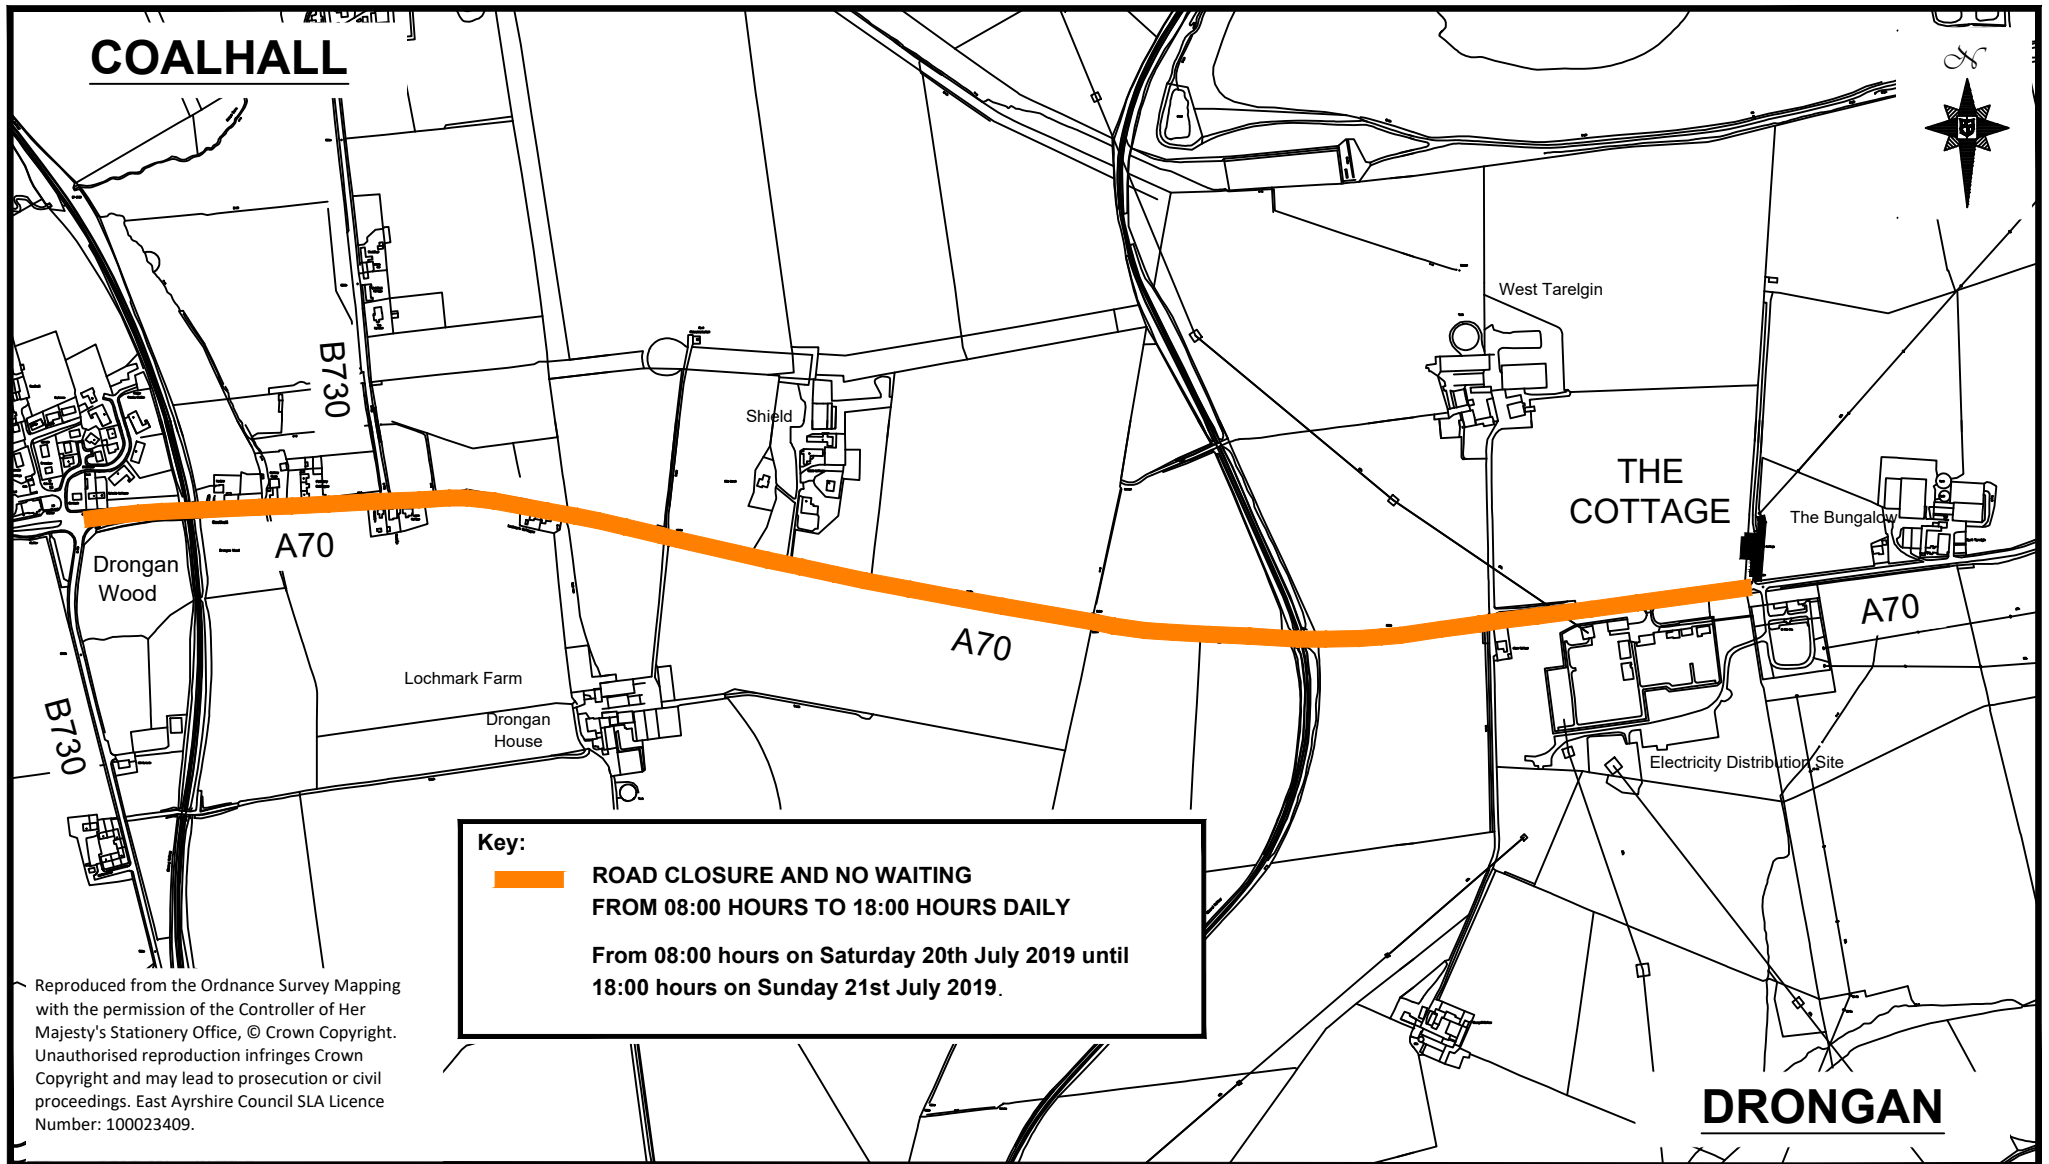 COALHALL
N
West Tarelgin
B730
Shield
THE
COTTAGE
The Bungalow
A70
Drongan
Wood
A70
A70
Lochmark Farm
B730
Drongan
House
Electricity Distribution Site
Key:
ROAD CLOSURE AND NO WAITING
FROM 08:00 HOURS TO 18:00 HOURS DAILY
From 08:00 hours on Saturday 20th July 2019 until
18:00 hours on Sunday 21st July 2019.
Reproduced from the Ordnance Survey Mapping
with the permission of the Controller of Her
Majesty's Stationery Office, © Crown Copyright.
Unauthorised reproduction infringes Crown
Copyright and may lead to prosecution or civil
proceedings. East Ayrshire Council SLA Licence
Number: 100023409.
DRONGAN